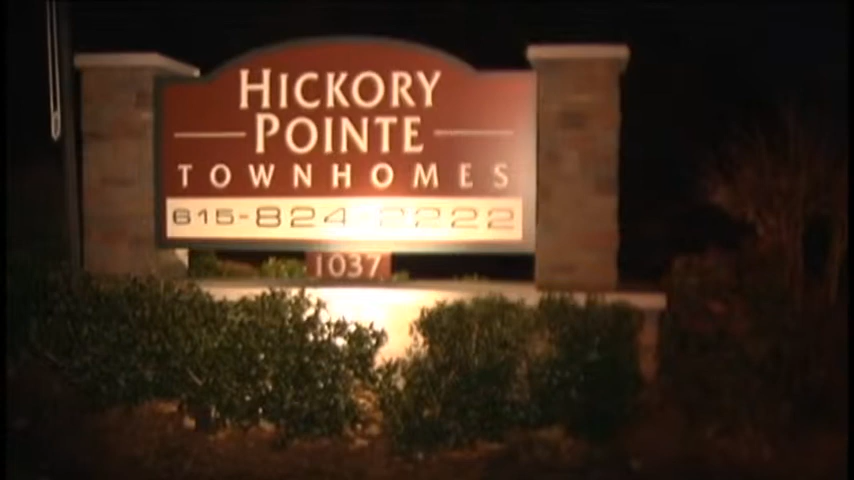 HICKORY
POINTE
TOWNHOMES
615-824-2222
1037